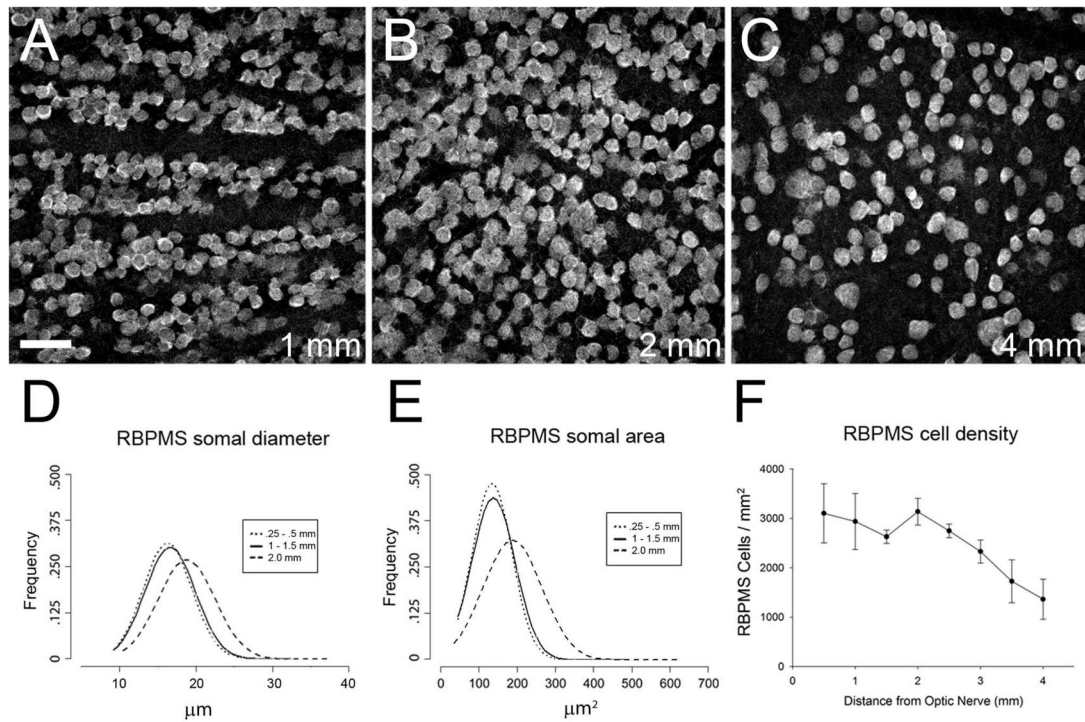 A
B
C
1 mm
2 mm
4 mm
D
E
F
RBPMS somal diameter
RBPMS somal area
RBPMS cell density
Frequency
.500
.375
.250
.125
0
.25 - .5 mm
1 - 1.5 mm
2.0 mm
10
20
30
40
μm
Frequency
.500
.375
.250
.125
0
.25 - .5 mm
1 - 1.5 mm
2.0 mm
0
100
200
300
400
500
600
700
μm²
RBPMS Cells / mm²
4000
3000
2000
1000
0
0
1
2
3
4
Distance from Optic Nerve (mm)